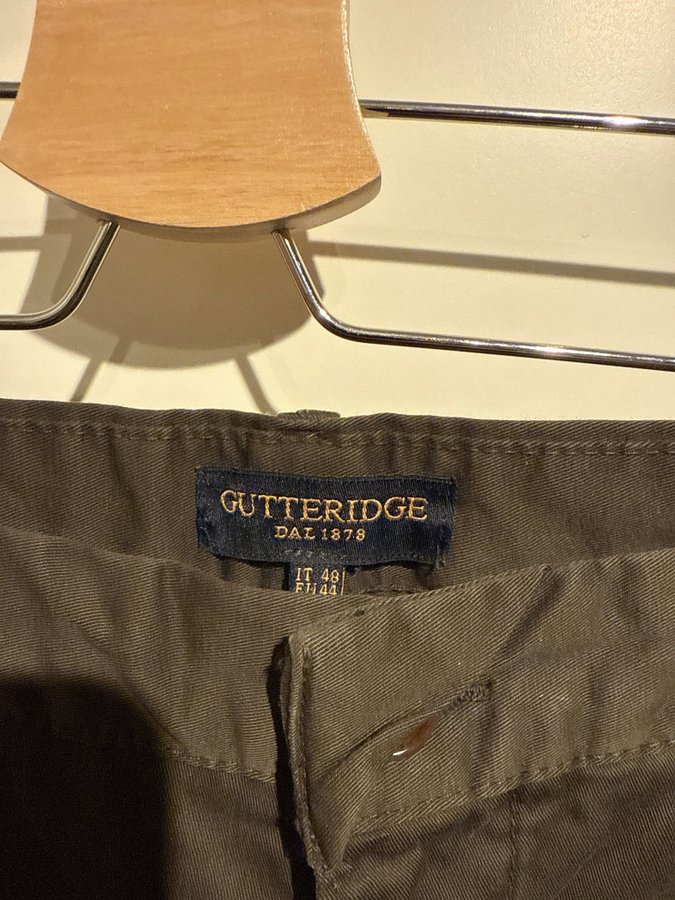 GUTTERIDGE
DAL 1878
IT 48
EU 44